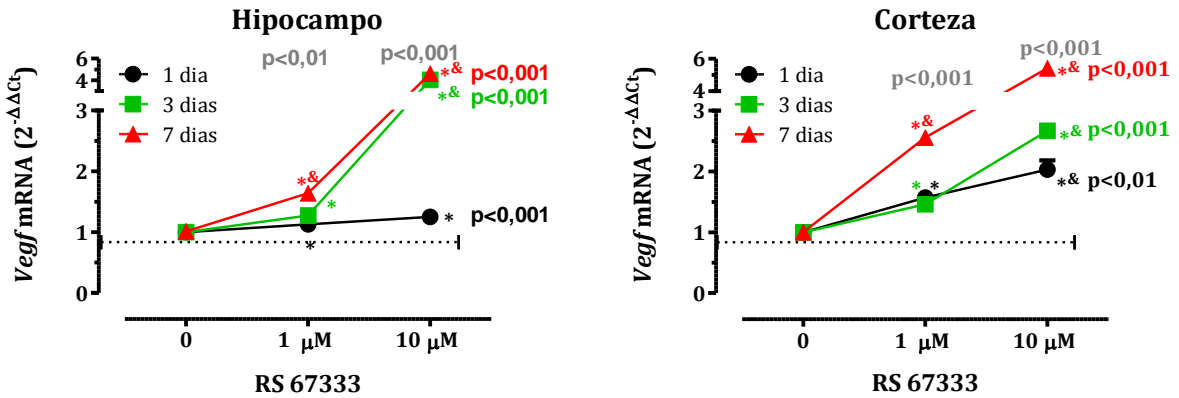 Hipocampo
Vegf mRNA (2^-ΔΔCt)
6
4
3
2
1
0
1 dia
3 dias
7 dias
p<0,01
p<0,001
*& p<0,001
*& p<0,001
*&
*
*
* p<0,001
0
1 μM
10 μM
RS 67333
Corteza
Vegf mRNA (2^-ΔΔCt)
6
4
3
2
1
0
1 dia
3 dias
7 dias
p<0,001
p<0,001
*& p<0,001
*&
*& p<0,001
* *
*& p<0,01
0
1 μM
10 μM
RS 67333